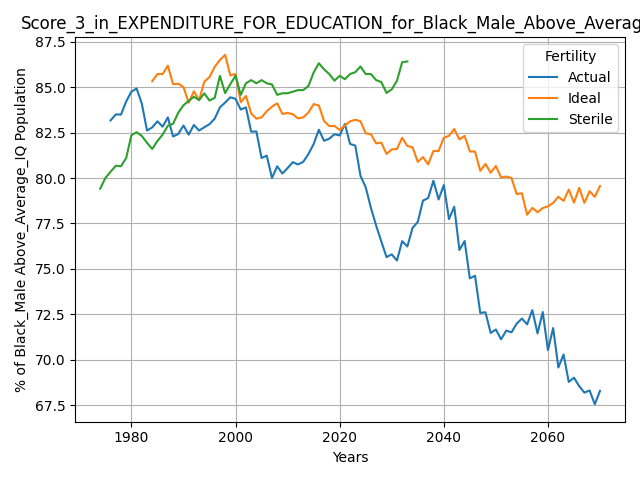 Score_3_in_EXPENDITURE_FOR_EDUCATION_for_Black_Male_Above_Averag
87.5
85.0
82.5
80.0
77.5
75.0
72.5
70.0
67.5
% of Black_Male Above_Average_IQ Population
Fertility
Actual
Ideal
Sterile
1980
2000
2020
2040
2060
Years